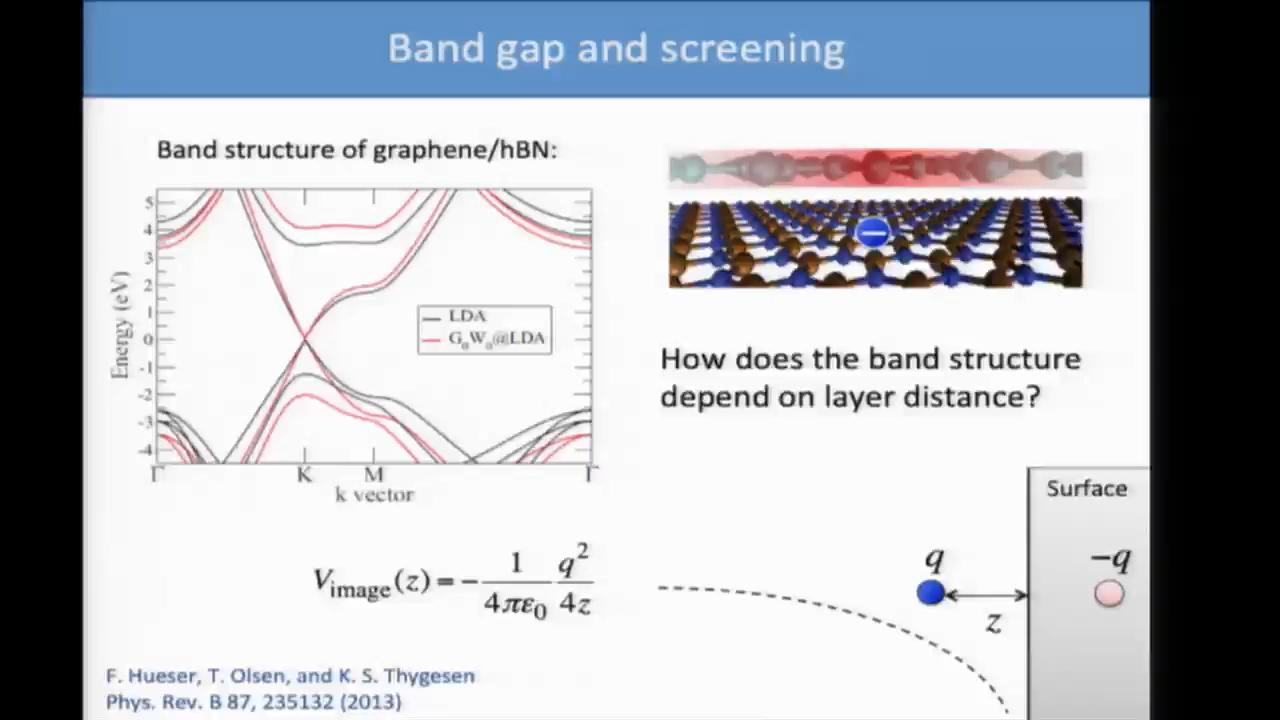 Band gap and screening
Band structure of graphene/hBN:
5
4
3
2
1
0
-1
-2
-3
-4
Energy (eV)
LDA
G₀W₀@LDA
Γ K M Γ
k vector
−
How does the band structure
depend on layer distance?
V_image(z) = − 1/(4πε₀) q²/(4z)
Surface
q
−q
z
F. Hueser, T. Olsen, and K. S. Thygesen
Phys. Rev. B 87, 235132 (2013)